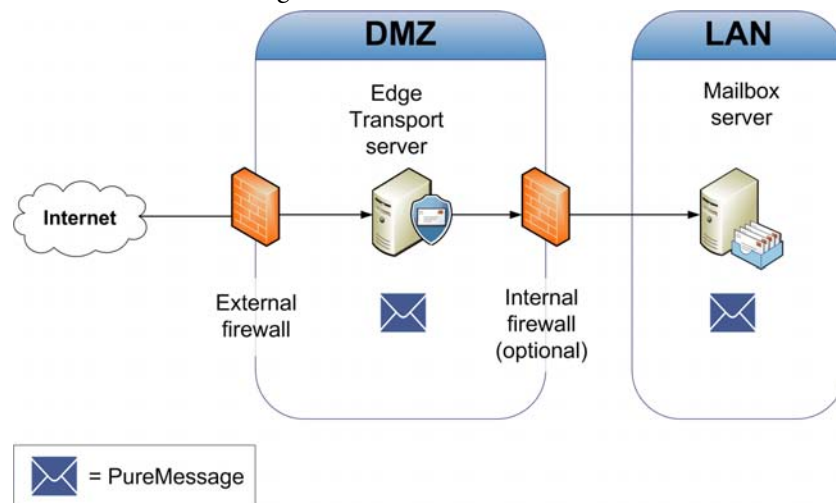 DMZ
LAN
Edge
Transport
server
Mailbox
server
Internet
External
firewall
Internal
firewall
(optional)
= PureMessage